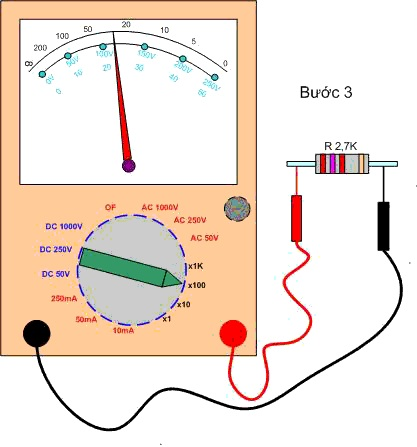 200
100
50
20
10
5
0
8
0V
50V
100V
150V
200V
250V
0
10
20
30
40
50
Bước 3
R 2,7K
OF
AC 1000V
AC 250V
AC 50V
DC 1000V
DC 250V
DC 50V
250mA
50mA
10mA
x1K
x100
x10
x1